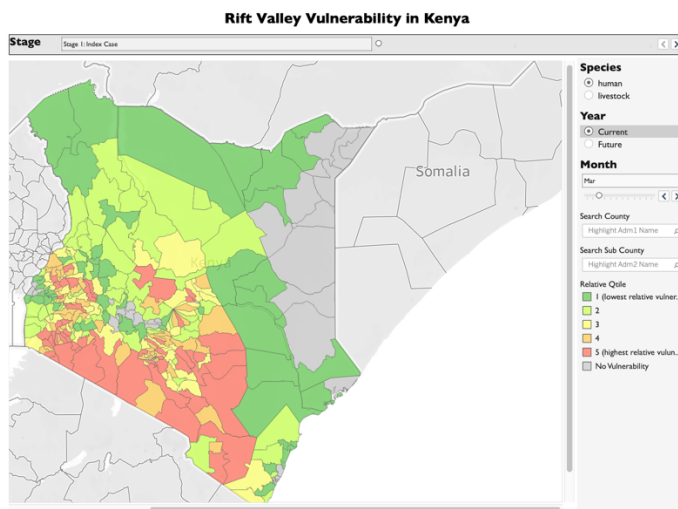 Rift Valley Vulnerability in Kenya
Stage
Stage 1: Index Case
Species
human
livestock
Year
Current
Future
Month
Mar
Search County
Highlight Adm1 Name
Search Sub County
Highlight Adm2 Name
Relative Qtile
1 (lowest relative vulner..
2
3
4
5 (highest relative vulun..
No Vulnerability
Somalia
Kenya